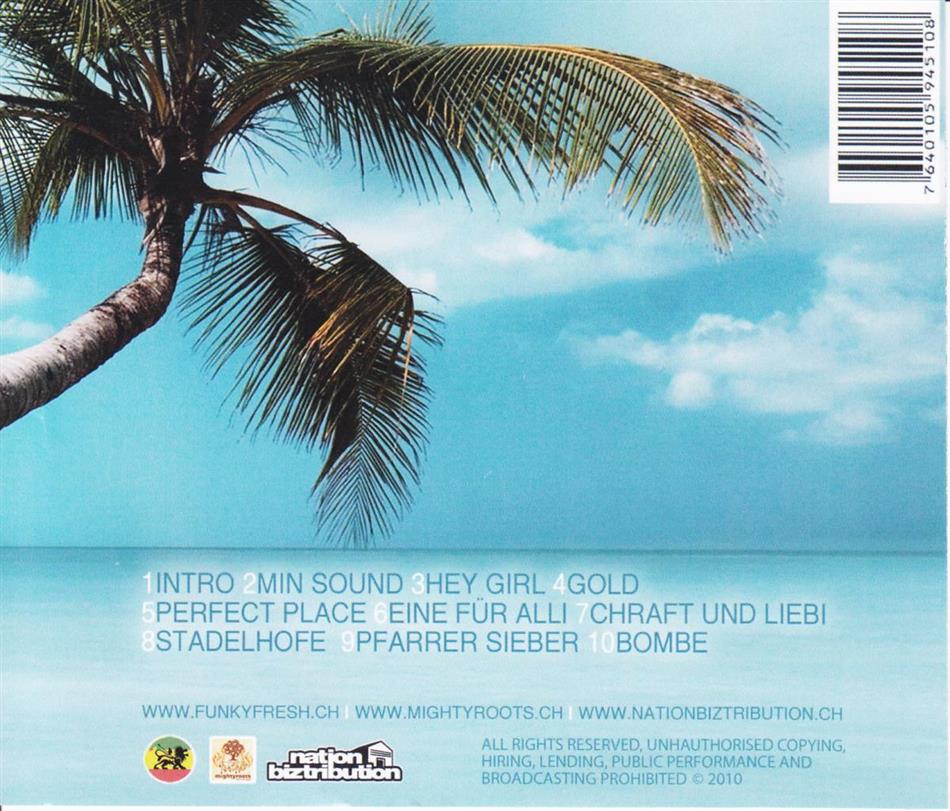 7 640105 945108
1INTRO 2MIN SOUND 3HEY GIRL 4GOLD
5PERFECT PLACE 6EINE FÜR ALLI 7CHRAFT UND LIEBI
8STADELHOFE 9PFARRER SIEBER 10BOMBE
WWW.FUNKYFRESH.CH | WWW.MIGHTYROOTS.CH | WWW.NATIONBIZTRIBUTION.CH
mightyroots
nation
biztribution
ALL RIGHTS RESERVED, UNAUTHORISED COPYING,
HIRING, LENDING, PUBLIC PERFORMANCE AND
BROADCASTING PROHIBITED © 2010